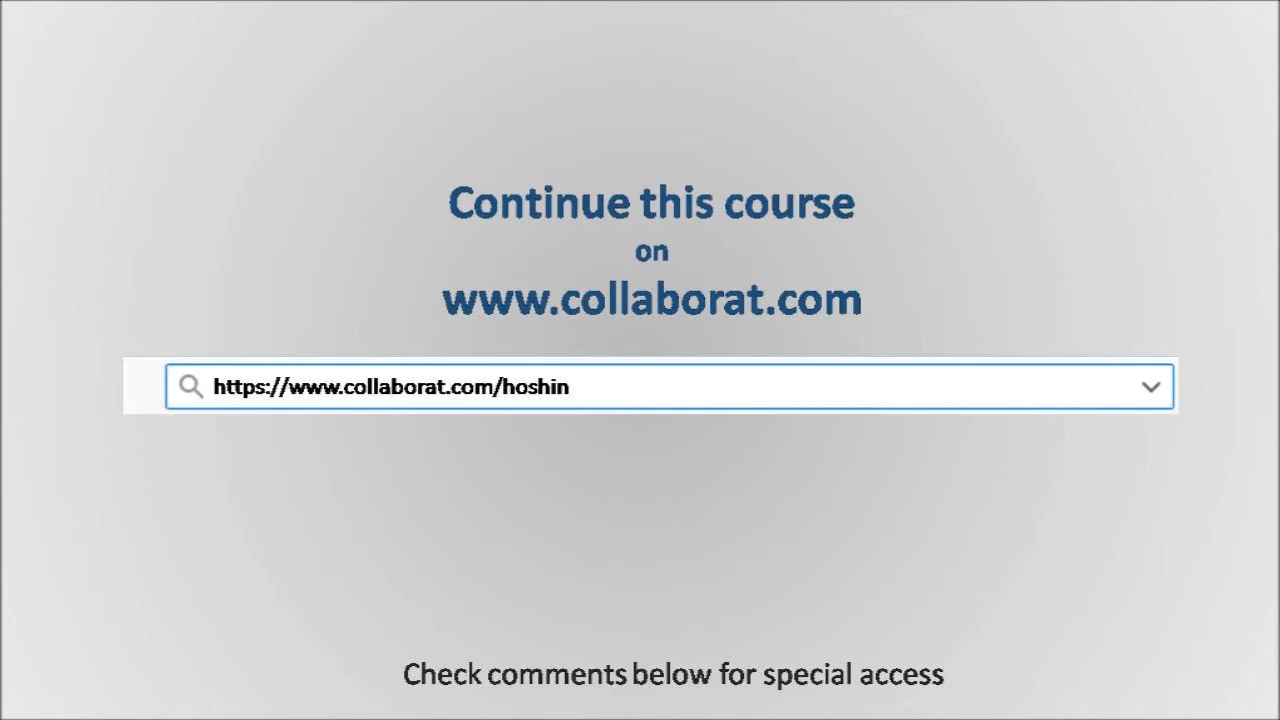 Continue this course
on
www.collaborat.com
https://www.collaborat.com/hoshin
Check comments below for special access